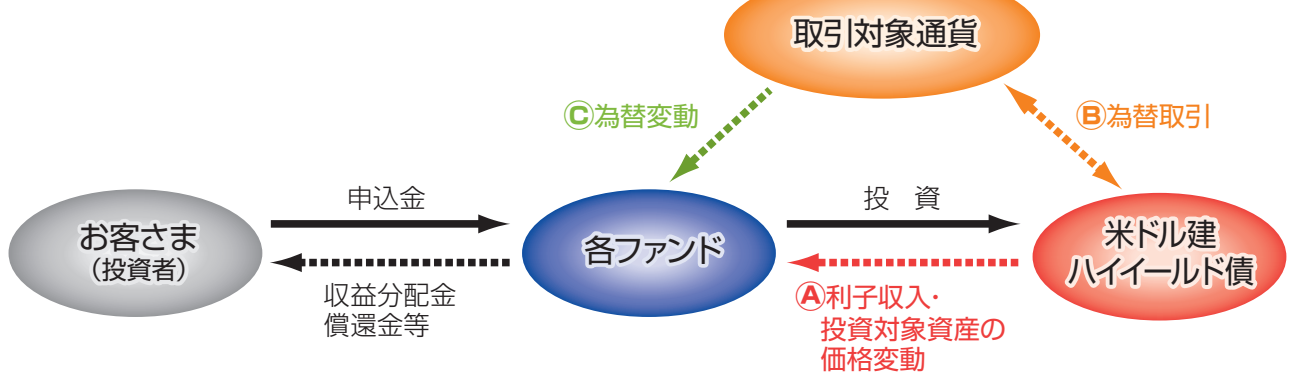 取引対象通貨
Ⓒ為替変動
Ⓑ為替取引
申込金
投 資
お客さま
(投資者)
各ファンド
米ドル建
ハイイールド債
収益分配金
償還金等
Ⓐ利子収入・
投資対象資産の
価格変動